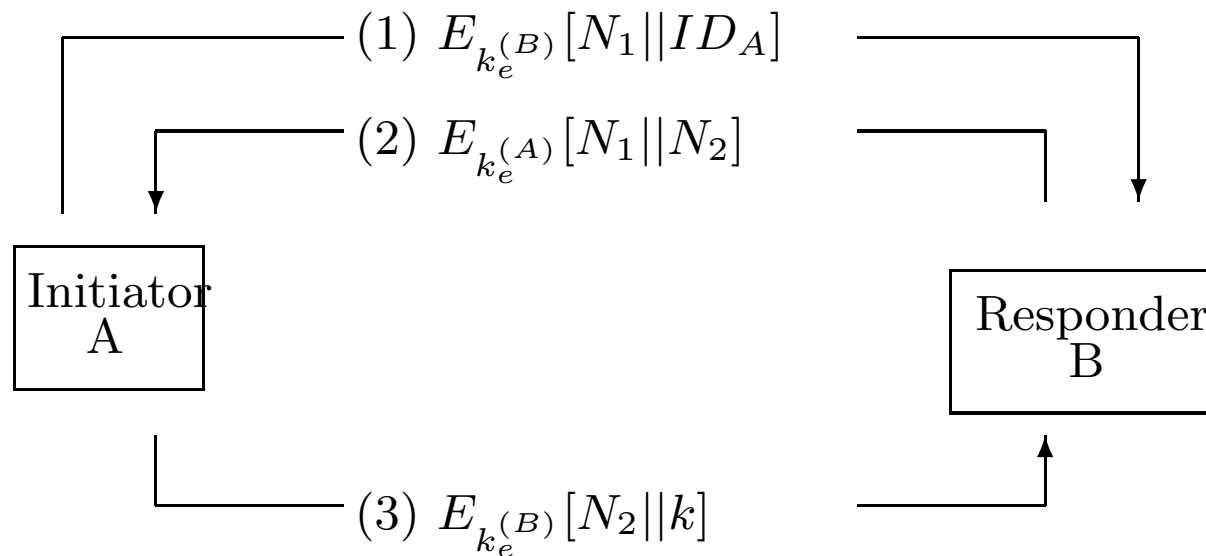 (1) $E_{k_e^{(B)}}[N_1||ID_A]$
(2) $E_{k_e^{(A)}}[N_1||N_2]$
Initiator
A
Responder
B
(3) $E_{k_e^{(B)}}[N_2||k]$